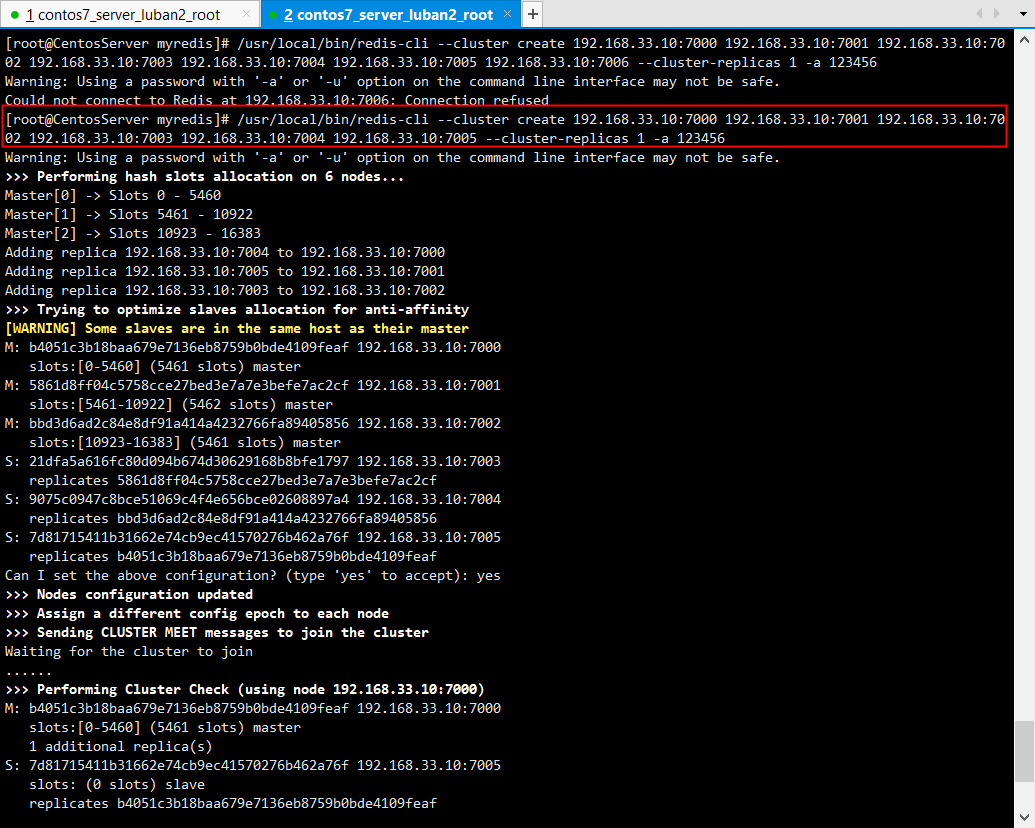 1 contos7_server_luban2_root
2 contos7_server_luban2_root
[root@CentosServer myredis]# /usr/local/bin/redis-cli --cluster create 192.168.33.10:7000 192.168.33.10:7001 192.168.33.10:70
02 192.168.33.10:7003 192.168.33.10:7004 192.168.33.10:7005 192.168.33.10:7006 --cluster-replicas 1 -a 123456
Warning: Using a password with '-a' or '-u' option on the command line interface may not be safe.
Could not connect to Redis at 192.168.33.10:7006: Connection refused
[root@CentosServer myredis]# /usr/local/bin/redis-cli --cluster create 192.168.33.10:7000 192.168.33.10:7001 192.168.33.10:70
02 192.168.33.10:7003 192.168.33.10:7004 192.168.33.10:7005 --cluster-replicas 1 -a 123456
Warning: Using a password with '-a' or '-u' option on the command line interface may not be safe.
>>> Performing hash slots allocation on 6 nodes...
Master[0] -> Slots 0 - 5460
Master[1] -> Slots 5461 - 10922
Master[2] -> Slots 10923 - 16383
Adding replica 192.168.33.10:7004 to 192.168.33.10:7000
Adding replica 192.168.33.10:7005 to 192.168.33.10:7001
Adding replica 192.168.33.10:7003 to 192.168.33.10:7002
>>> Trying to optimize slaves allocation for anti-affinity
[WARNING] Some slaves are in the same host as their master
M: b4051c3b18baa679e7136eb8759b0bde4109feaf 192.168.33.10:7000
slots:[0-5460] (5461 slots) master
M: 5861d8ff04c5758cce27bed3e7a7e3befe7ac2cf 192.168.33.10:7001
slots:[5461-10922] (5462 slots) master
M: bbd3d6ad2c84e8df91a414a4232766fa89405856 192.168.33.10:7002
slots:[10923-16383] (5461 slots) master
S: 21dfa5a616fc80d094b674d30629168b8bfe1797 192.168.33.10:7003
replicates 5861d8ff04c5758cce27bed3e7a7e3befe7ac2cf
S: 9075c0947c8bce51069c4f4e656bce02608897a4 192.168.33.10:7004
replicates bbd3d6ad2c84e8df91a414a4232766fa89405856
S: 7d81715411b31662e74cb9ec41570276b462a76f 192.168.33.10:7005
replicates b4051c3b18baa679e7136eb8759b0bde4109feaf
Can I set the above configuration? (type 'yes' to accept): yes
>>> Nodes configuration updated
>>> Assign a different config epoch to each node
>>> Sending CLUSTER MEET messages to join the cluster
Waiting for the cluster to join
......
>>> Performing Cluster Check (using node 192.168.33.10:7000)
M: b4051c3b18baa679e7136eb8759b0bde4109feaf 192.168.33.10:7000
slots:[0-5460] (5461 slots) master
1 additional replica(s)
S: 7d81715411b31662e74cb9ec41570276b462a76f 192.168.33.10:7005
slots: (0 slots) slave
replicates b4051c3b18baa679e7136eb8759b0bde4109feaf